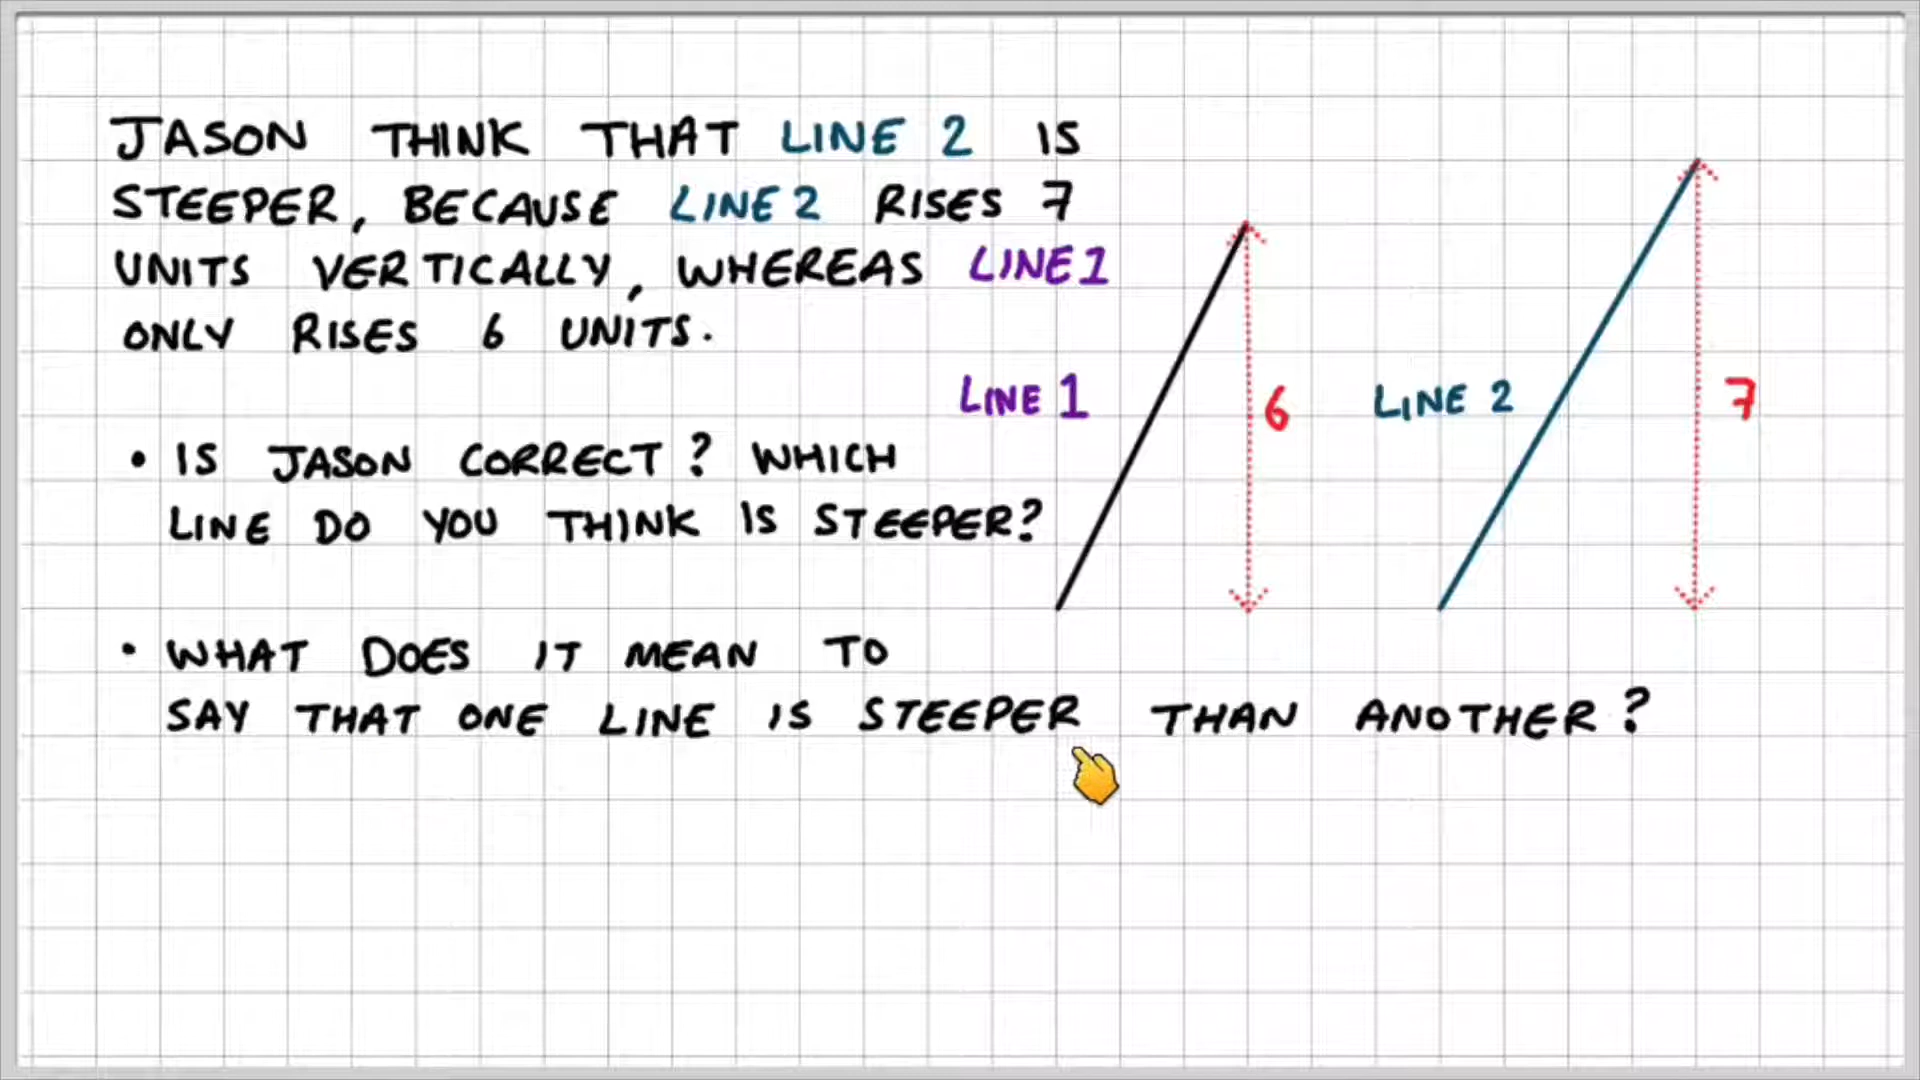 JASON THINK THAT LINE 2 IS
STEEPER, BECAUSE LINE 2 RISES 7
UNITS VERTICALLY, WHEREAS LINE 1
ONLY RISES 6 UNITS.
LINE 1
6
LINE 2
7
• IS JASON CORRECT? WHICH
LINE DO YOU THINK IS STEEPER?
• WHAT DOES IT MEAN TO
SAY THAT ONE LINE IS STEEPER THAN ANOTHER?